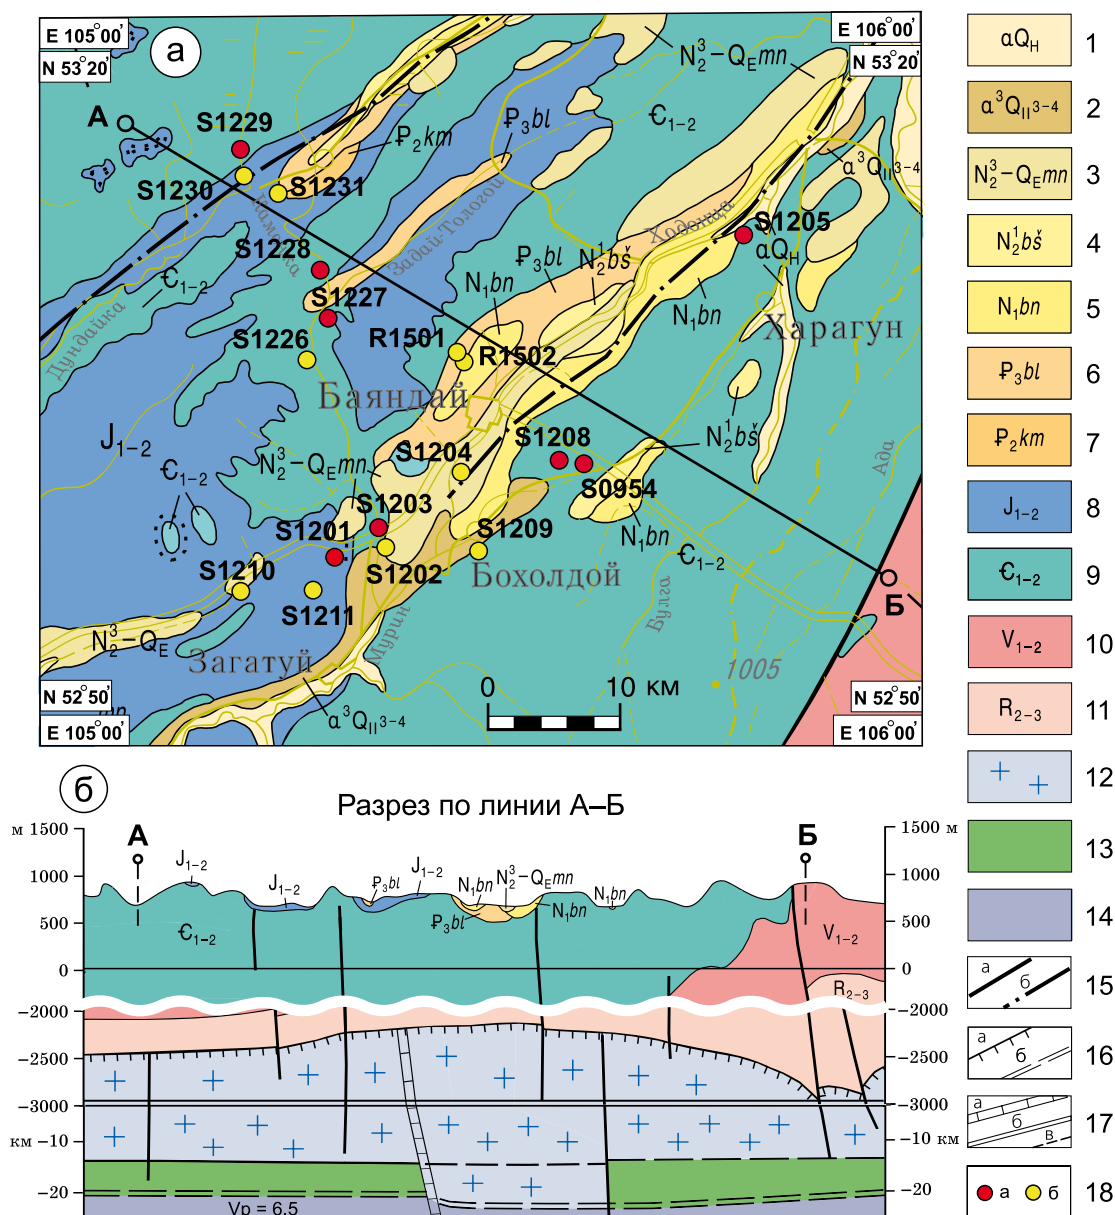 E 105°00'
N 53°20'
а
E 106°00'
N 53°20'
А
S1229
S1230
S1231
₽₂km
₽₃bl
N₂³–QEmn
Є₁₋₂
α³QII³⁻⁴
Задай-Тологой
Ходонца
S1205
αQH
S1228
Є₁₋₂
Дундайка
S1227
S1226
₽₃bl
N₂¹bš
N₁bn
R1501
R1502
N₁bn
Харагун
Баяндай
N₂¹bš
J₁₋₂
Є₁₋₂
N₂³–QEmn
S1204
S1208
S0954
Ада
S1203
S1201
N₁bn
S1209
S1202
S1210
S1211
Бохолдой
Є₁₋₂
Булга
Б
N₂³–QE
mn
Загатуй
Мурин
α³QII³⁻⁴
0 10 км
1005
N 52°50'
E 105°00'
N 52°50'
E 106°00'
αQH 1
α³QII³⁻⁴ 2
N₂³–QEmn 3
N₂¹bš 4
N₁bn 5
₽₃bl 6
₽₂km 7
J₁₋₂ 8
Є₁₋₂ 9
V₁₋₂ 10
R₂₋₃ 11
12
13
14
а б 15
а б 16
а б в 17
а б 18
б
Разрез по линии А–Б
м 1500
1000
500
0
–2000
–2500
–3000
км –10
–20
А
J₁₋₂
J₁₋₂
₽₃bl
J₁₋₂
N₁bn
N₂³–QEmn
₽₃bl
N₁bn
N₁bn
Б
Є₁₋₂
V₁₋₂
R₂₋₃
Vp = 6.5
1500 м
1000
500
0
–2000
–2500
–3000
–10 км
–20